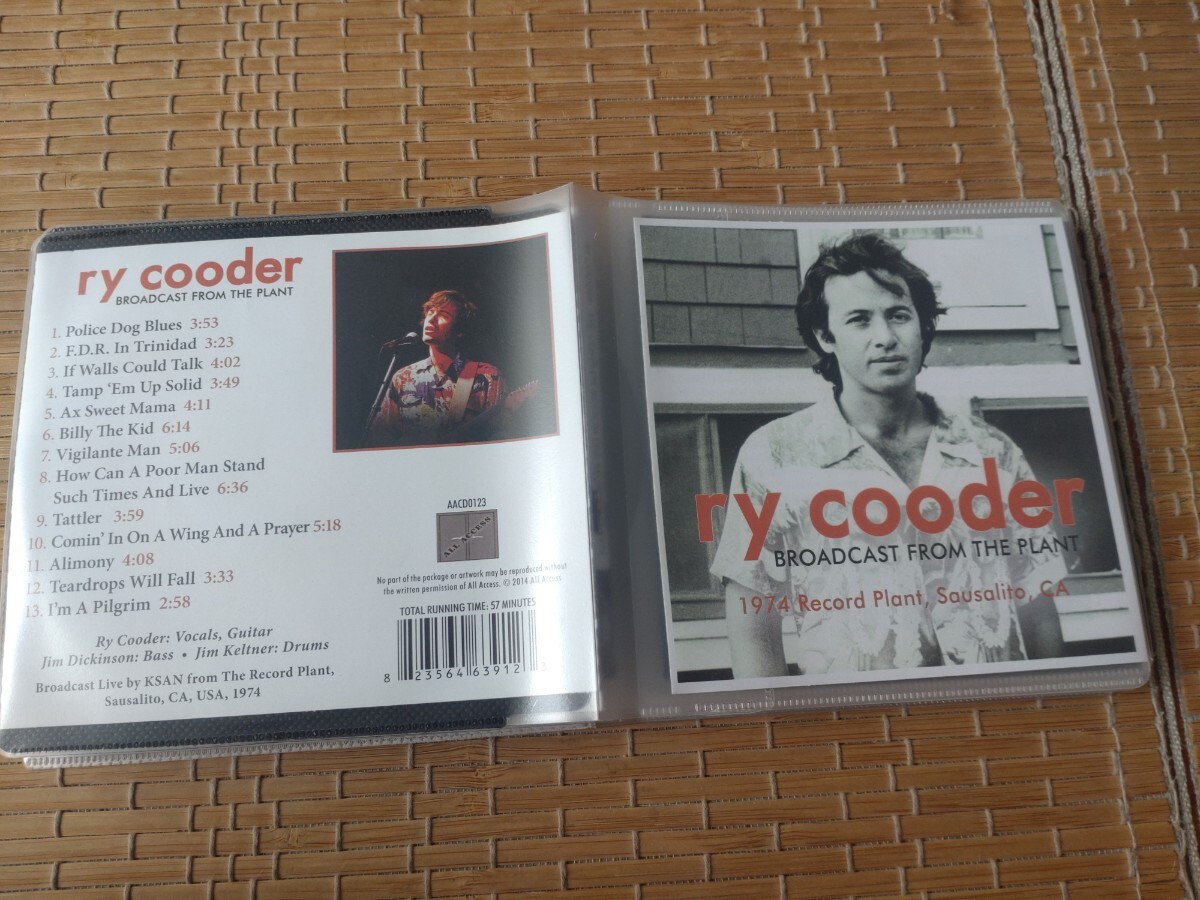 ry cooder
BROADCAST FROM THE PLANT
1. Police Dog Blues 3:53
2. F.D.R. In Trinidad 3:23
3. If Walls Could Talk 4:02
4. Tamp ‘Em Up Solid 3:49
5. Ax Sweet Mama 4:11
6. Billy The Kid 6:14
7. Vigilante Man 5:06
8. How Can A Poor Man Stand
Such Times And Live 6:36
9. Tattler 3:59
10. Comin’ In On A Wing And A Prayer 5:18
11. Alimony 4:08
12. Teardrops Will Fall 3:33
13. I’m A Pilgrim 2:58
Ry Cooder: Vocals, Guitar
Jim Dickinson: Bass • Jim Keltner: Drums
Broadcast Live by KSAN from The Record Plant,
Sausalito, CA, USA, 1974
AACD0123
ALL ACCESS
No part of the package or artwork may be reproduced without
the written permission of All Access. © 2014 All Access
TOTAL RUNNING TIME: 57 MINUTES
8 23564 63912 3
ry cooder
BROADCAST FROM THE PLANT
1974 Record Plant, Sausalito, CA